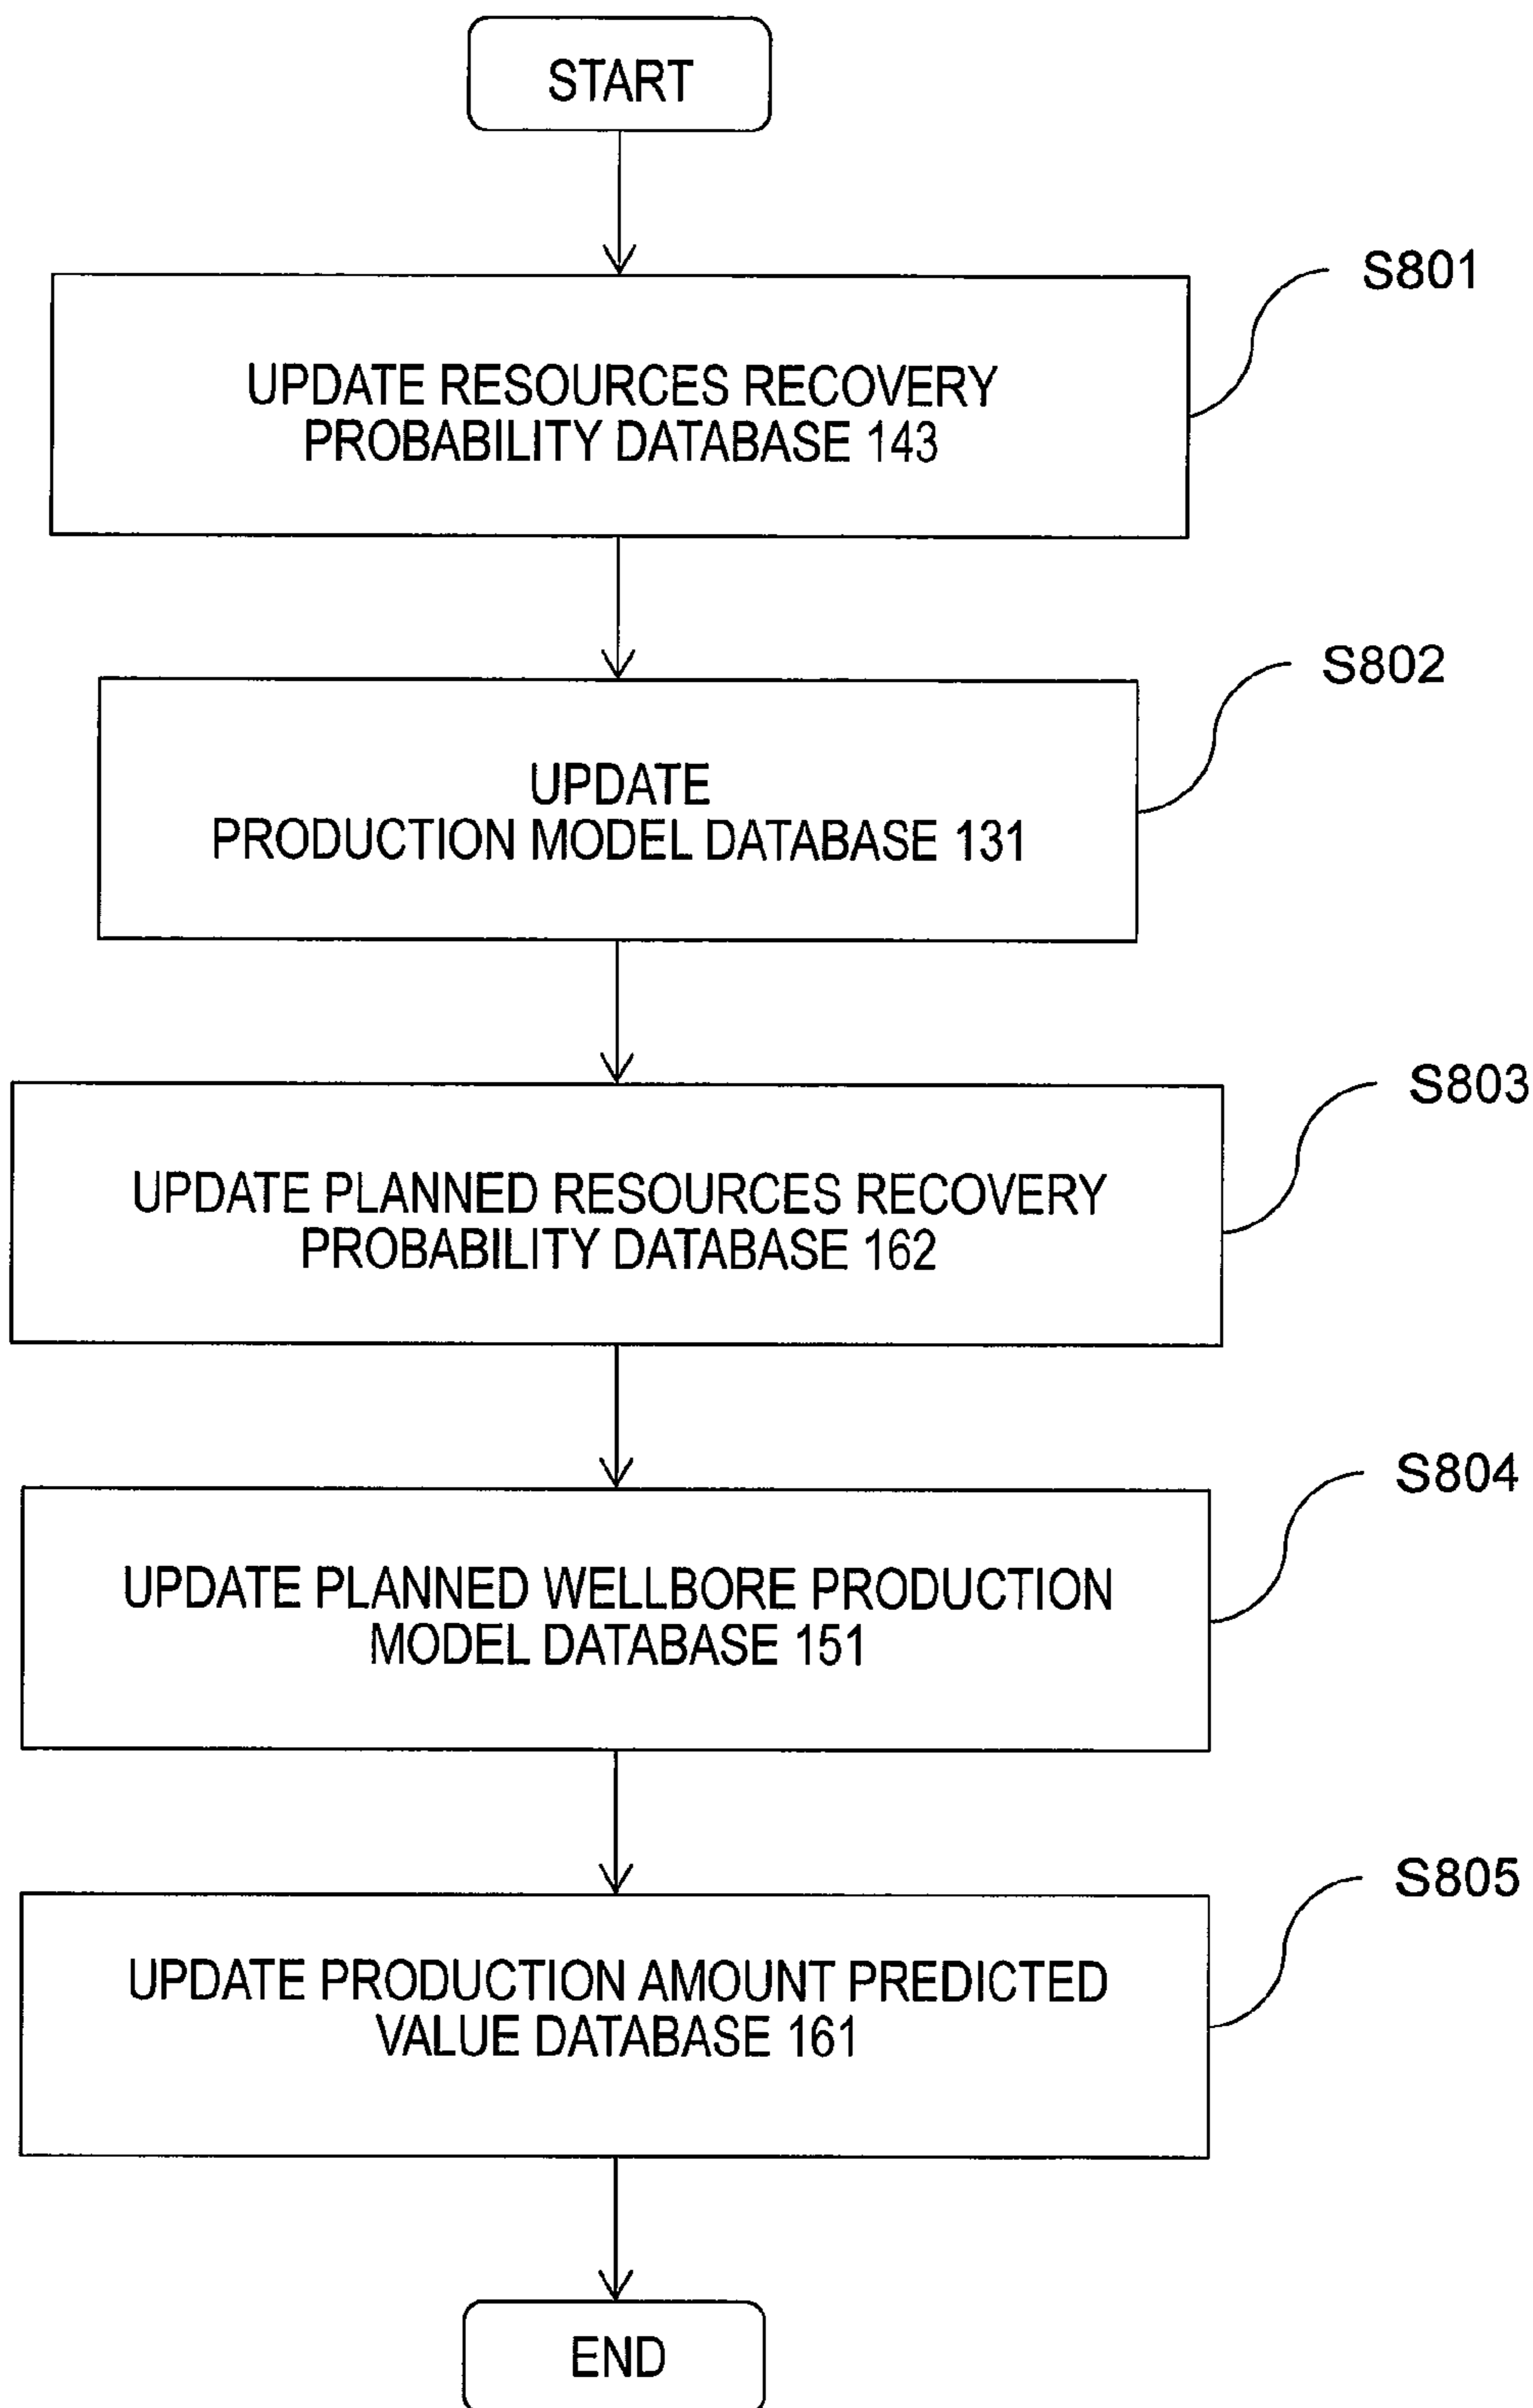 START
S801
UPDATE RESOURCES RECOVERY
PROBABILITY DATABASE 143
S802
UPDATE
PRODUCTION MODEL DATABASE 131
S803
UPDATE PLANNED RESOURCES RECOVERY
PROBABILITY DATABASE 162
S804
UPDATE PLANNED WELLBORE PRODUCTION
MODEL DATABASE 151
S805
UPDATE PRODUCTION AMOUNT PREDICTED
VALUE DATABASE 161
END